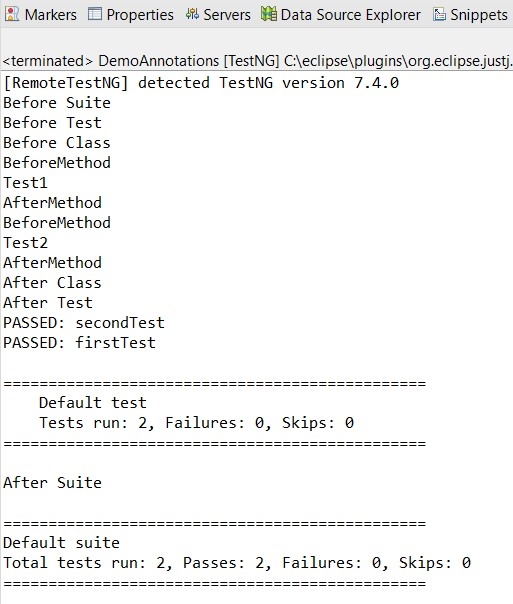 Markers Properties Servers Data Source Explorer Snippets
<terminated> DemoAnnotations [TestNG] C:\eclipse\plugins\org.eclipse.justj.
[RemoteTestNG] detected TestNG version 7.4.0
Before Suite
Before Test
Before Class
BeforeMethod
Test1
AfterMethod
BeforeMethod
Test2
AfterMethod
After Class
After Test
PASSED: secondTest
PASSED: firstTest
===============================================
Default test
Tests run: 2, Failures: 0, Skips: 0
===============================================
After Suite
===============================================
Default suite
Total tests run: 2, Passes: 2, Failures: 0, Skips: 0
===============================================